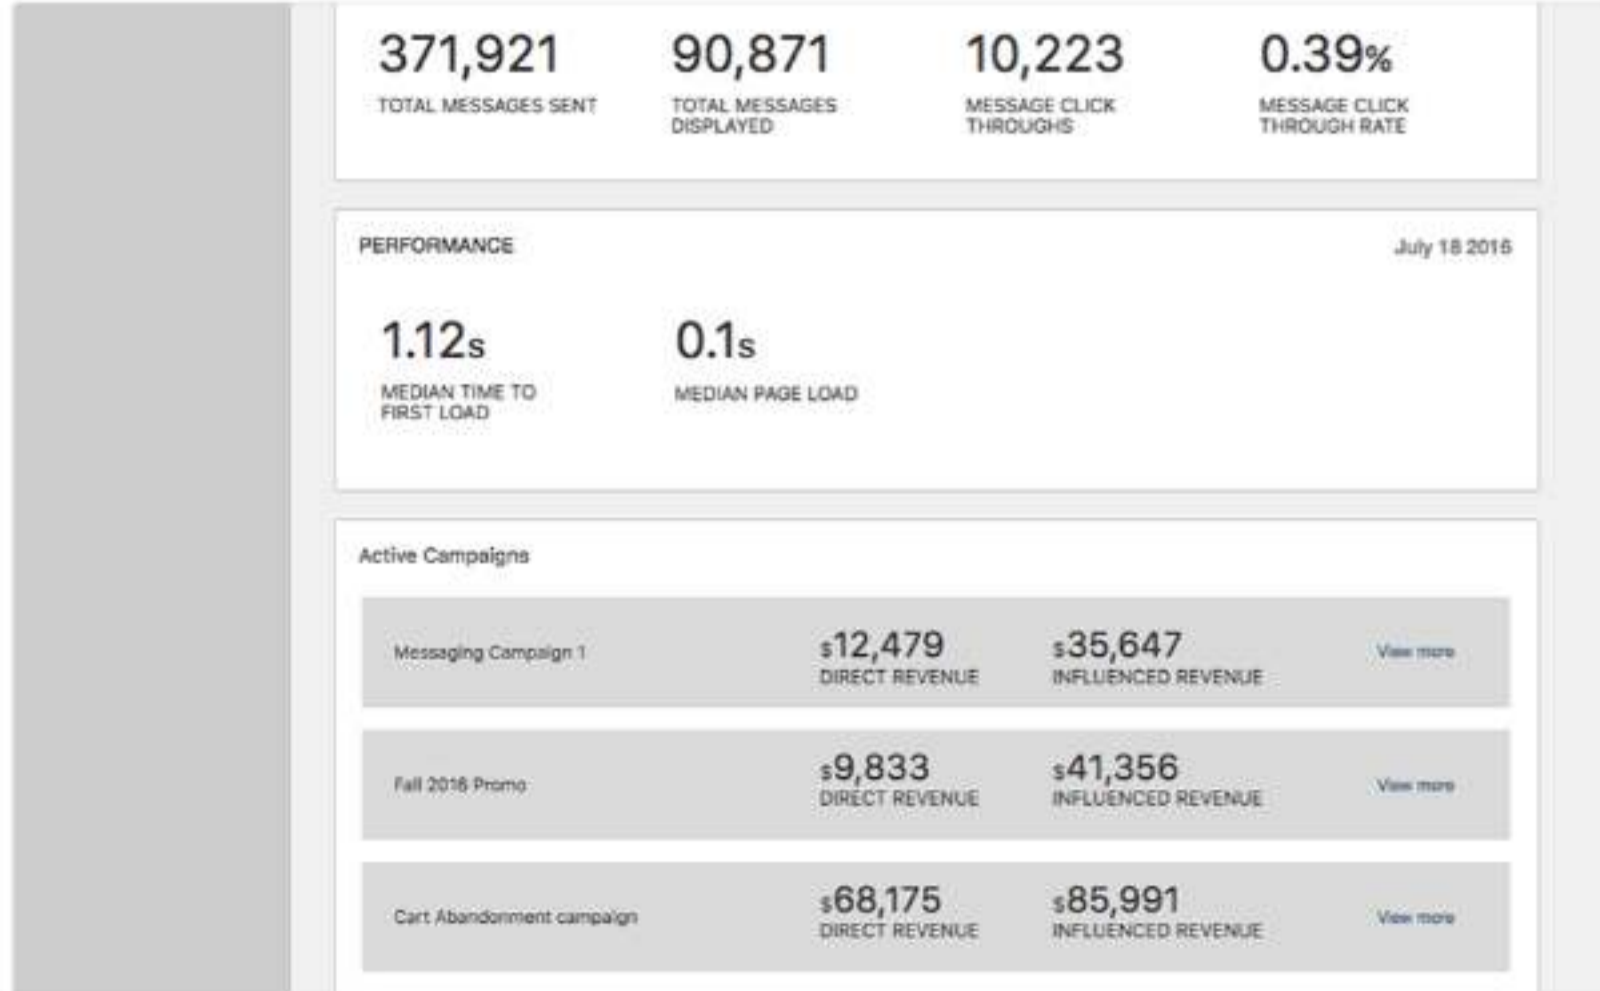 371,921
TOTAL MESSAGES SENT
90,871
TOTAL MESSAGES
DISPLAYED
10,223
MESSAGE CLICK
THROUGHS
0.39%
MESSAGE CLICK
THROUGH RATE
PERFORMANCE
July 18 2016
1.12s
MEDIAN TIME TO
FIRST LOAD
0.1s
MEDIAN PAGE LOAD
Active Campaigns
Messaging Campaign 1
$12,479
DIRECT REVENUE
$35,647
INFLUENCED REVENUE
View more
Fall 2016 Promo
$9,833
DIRECT REVENUE
$41,356
INFLUENCED REVENUE
View more
Cart Abandonment campaign
$68,175
DIRECT REVENUE
$85,991
INFLUENCED REVENUE
View more